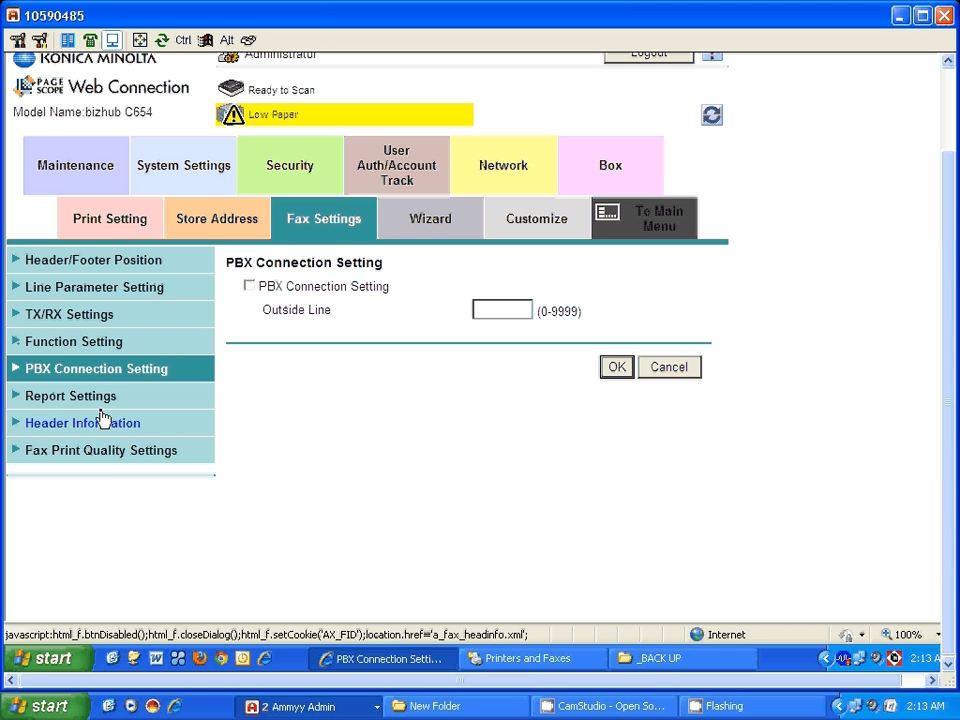 10590485
Ctrl Alt
KONICA MINOLTA
Administrator
Logout
PAGE SCOPE Web Connection
Ready to Scan
Model Name:bizhub C654
Low Paper
Maintenance
System Settings
Security
User Auth/Account Track
Network
Box
Print Setting
Store Address
Fax Settings
Wizard
Customize
To Main Menu
Header/Footer Position
Line Parameter Setting
TX/RX Settings
Function Setting
PBX Connection Setting
Report Settings
Header Information
Fax Print Quality Settings
PBX Connection Setting
PBX Connection Setting
Outside Line
(0-9999)
OK Cancel
javascript:html_f.btnDisabled();html_f.closeDialog();html_f.setCookie('AX_FID');location.href='a_fax_headinfo.xml';
Internet
100%
start
PBX Connection Setti...
Printers and Faxes
_BACK UP
2:13 A
start
2 Ammyy Admin
New Folder
CamStudio - Open So...
Flashing
2:13 AM